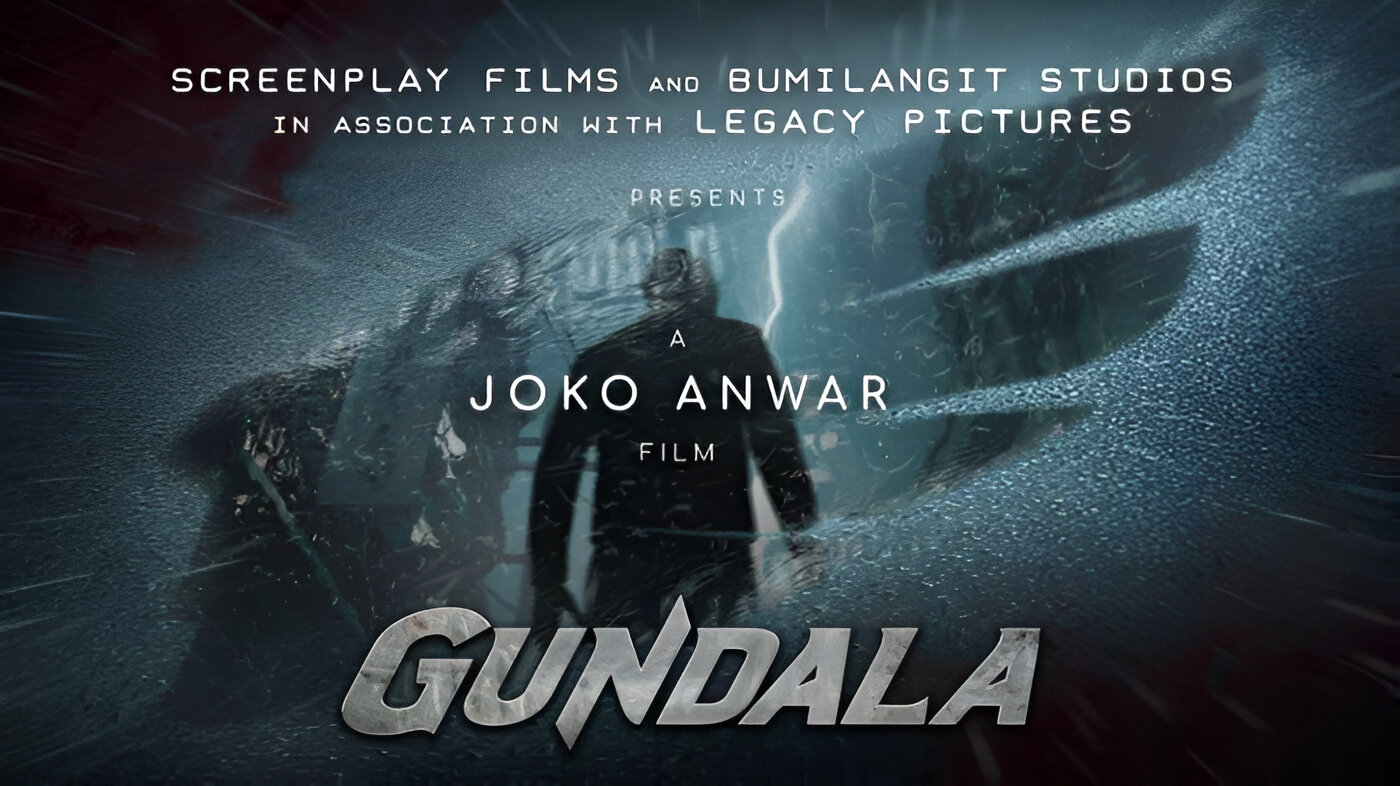 SCREENPLAY FILMS AND BUMILANGIT STUDIOS
IN ASSOCIATION WITH LEGACY PICTURES
PRESENTS
A
JOKO ANWAR
FILM
GUNDALA